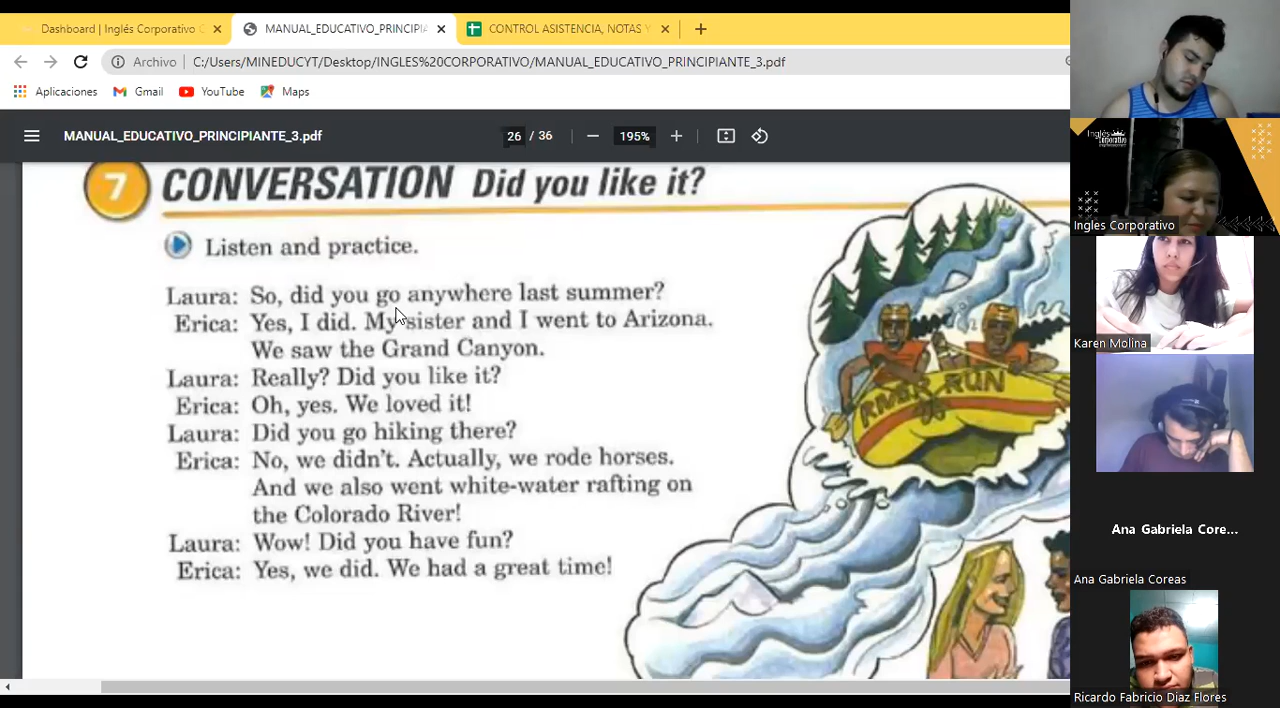 Dashboard | Inglés Corporativo
MANUAL_EDUCATIVO_PRINCIPIA
CONTROL ASISTENCIA, NOTAS Y
Archivo
C:/Users/MINEDUCYT/Desktop/INGLES%20CORPORATIVO/MANUAL_EDUCATIVO_PRINCIPIANTE_3.pdf
Aplicaciones
Gmail
YouTube
Maps
MANUAL_EDUCATIVO_PRINCIPIANTE_3.pdf
26 / 36
195%
7 CONVERSATION Did you like it?
Listen and practice.
Laura: So, did you go anywhere last summer?
Erica: Yes, I did. My sister and I went to Arizona.
We saw the Grand Canyon.
Laura: Really? Did you like it?
Erica: Oh, yes. We loved it!
Laura: Did you go hiking there?
Erica: No, we didn't. Actually, we rode horses.
And we also went white-water rafting on
the Colorado River!
Laura: Wow! Did you have fun?
Erica: Yes, we did. We had a great time!
RIVER RUN
Inglés
Corporativo
Ingles Corporativo
Karen Molina
Ana Gabriela Core...
Ana Gabriela Coreas
Ricardo Fabricio Diaz Flores